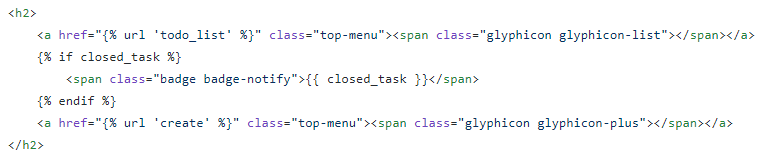 <h2>
    <a href="{% url 'todo_list' %}" class="top-menu"><span class="glyphicon glyphicon-list"></span></a>
    {% if closed_task %}
        <span class="badge badge-notify">{{ closed_task }}</span>
    {% endif %}
    <a href="{% url 'create' %}" class="top-menu"><span class="glyphicon glyphicon-plus"></span></a>
</h2>